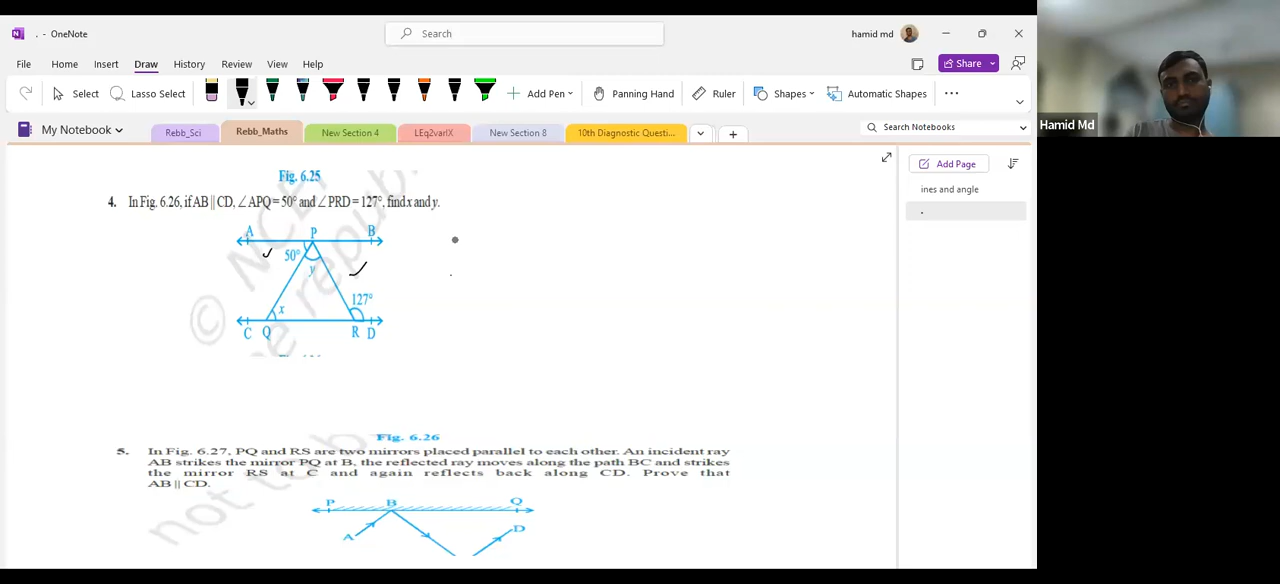 . - OneNote
Search
hamid md
File Home Insert Draw History Review View Help
Share
Select Lasso Select Add Pen Panning Hand Ruler Shapes Automatic Shapes ...
My Notebook Rebb_Sci Rebb_Maths New Section 4 LEq2varIX New Section 8 10th Diagnostic Questi... + Search Notebooks
Add Page
ines and angle
.
Hamid Md
Fig. 6.25
4. In Fig. 6.26, if AB || CD, ∠ APQ = 50° and ∠ PRD = 127°, find x and y.
A P B
50°
y
127°
x
C Q R D
© NCE
not to b
Fig. 6.26
5. In Fig. 6.27, PQ and RS are two mirrors placed parallel to each other. An incident ray
AB strikes the mirror PQ at B, the reflected ray moves along the path BC and strikes
the mirror RS at C and again reflects back along CD. Prove that
AB || CD.
P B Q
A D